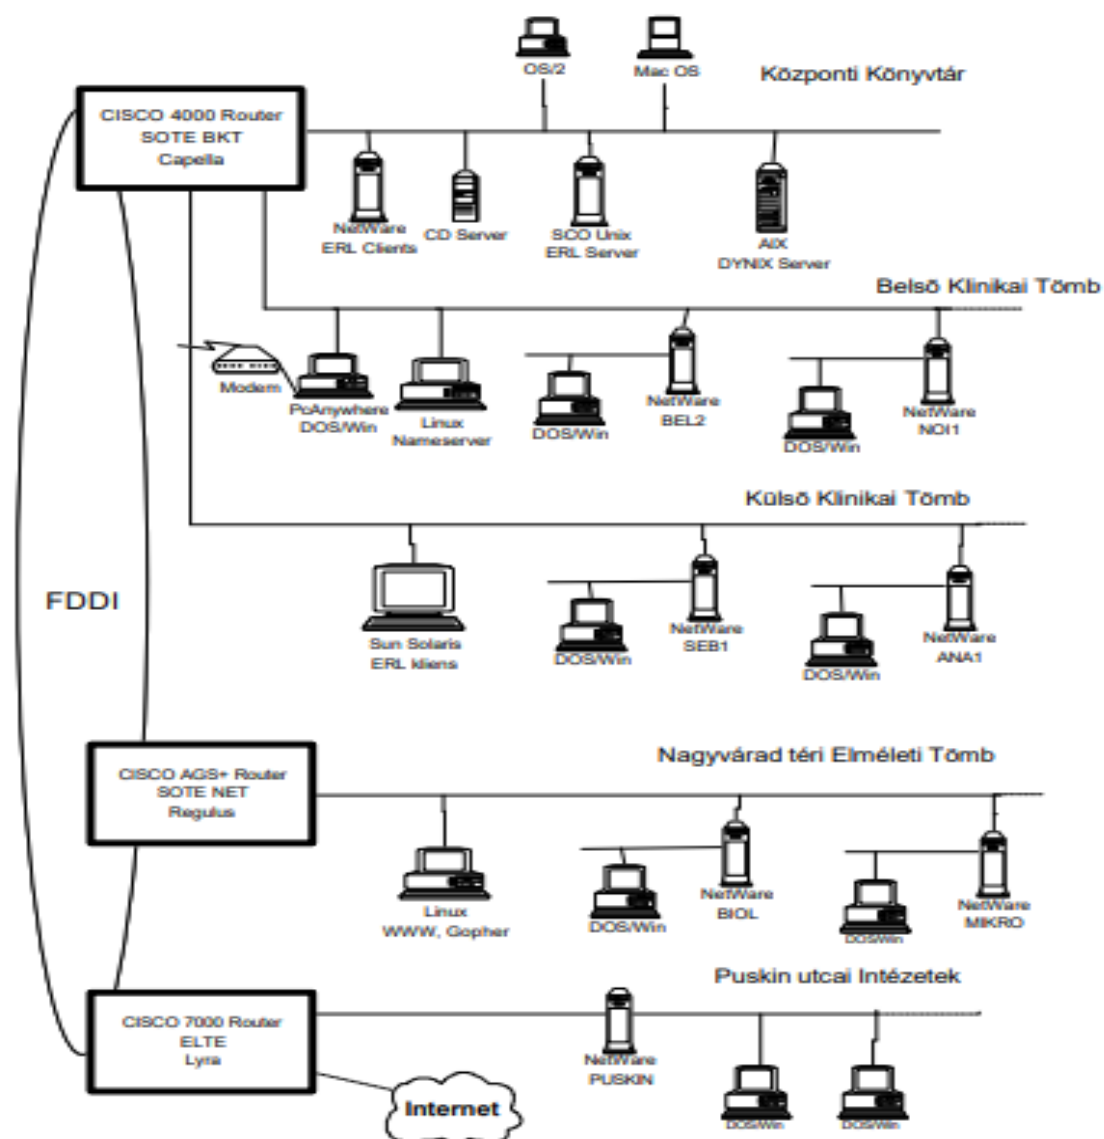 OS/2
Mac OS
Központi Könyvtár
CISCO 4000 Router
SOTE BKT
Capella
NetWare
ERL Clients
CD Server
SCO Unix
ERL Server
AIX
DYNIX Server
Belső Klinikai Tömb
Modem
PcAnywhere
DOS/Win
Linux
Nameserver
DOS/Win
NetWare
BEL2
DOS/Win
NetWare
NOI1
Külső Klinikai Tömb
FDDI
Sun Solaris
ERL kliens
DOS/Win
NetWare
SEB1
DOS/Win
NetWare
ANA1
Nagyvárad téri Elméleti Tömb
CISCO AGS+ Router
SOTE NET
Regulus
Linux
WWW, Gopher
DOS/Win
NetWare
BIOL
DOS/Win
NetWare
MIKRO
Puskin utcai Intézetek
CISCO 7000 Router
ELTE
Lyra
NetWare
PUSKIN
DOS/Win
DOS/Win
Internet